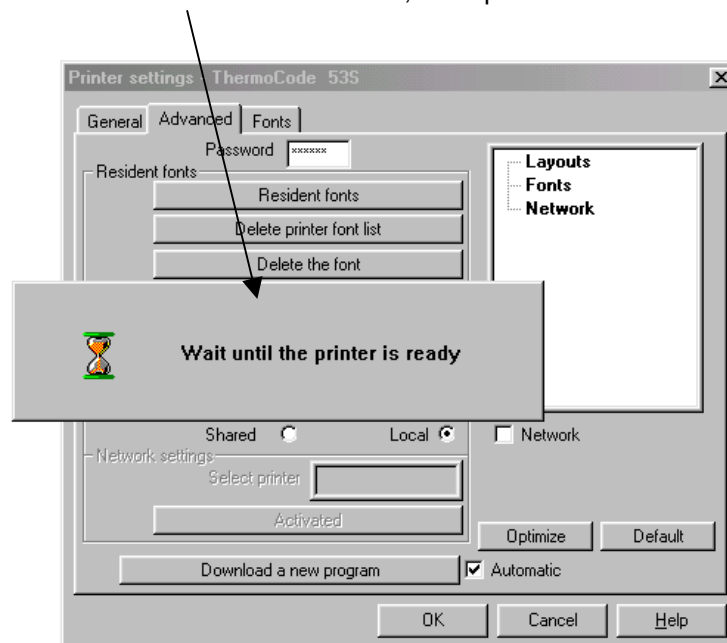 Printer settings - ThermoCode 53S
General Advanced Fonts
Password xxxxxx
Resident fonts
Resident fonts
Delete printer font list
Delete the font
Layouts
Fonts
Network
Wait until the printer is ready
Shared Local
Network
Network settings
Select printer
Activated
Optimize Default
Download a new program
Automatic
OK Cancel Help